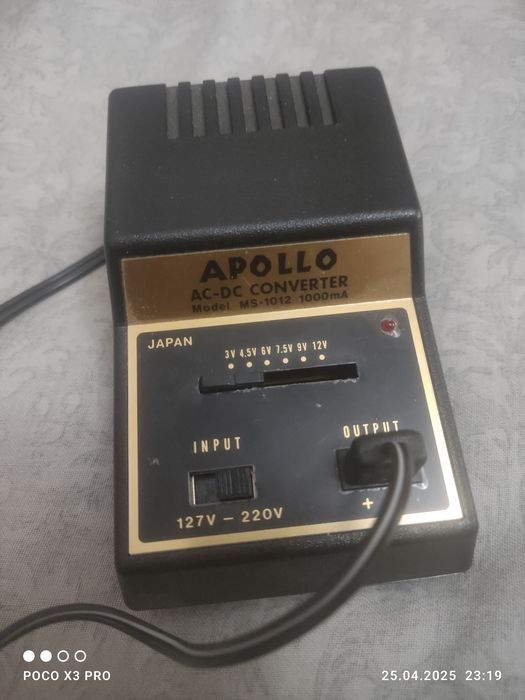 APOLLO
AC-DC CONVERTER
Model MS-1012 1000mA
JAPAN
3V 4.5V 6V 7.5V 9V 12V
INPUT
OUTPUT
127V - 220V
+
POCO X3 PRO
25.04.2025 23:19